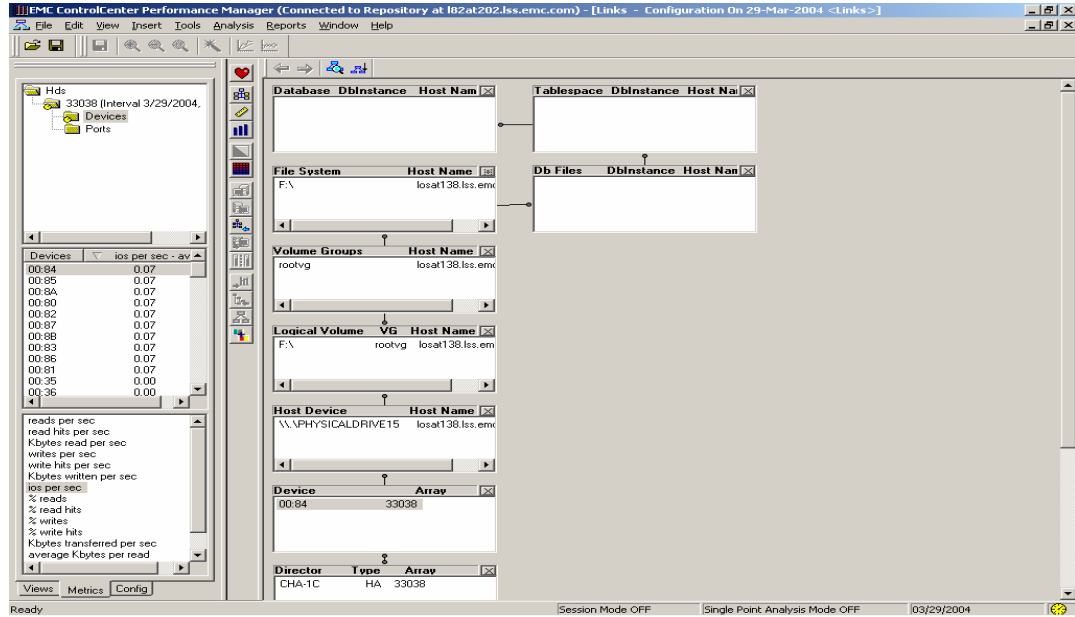 EMC ControlCenter Performance Manager (Connected to Repository at l82at202.lss.emc.com) - [Links - Configuration On 29-Mar-2004 <Links>]
File Edit View Insert Tools Analysis Reports Window Help
Hds
33038 (Interval 3/29/2004,
Devices
Ports
Devices ios per sec - av
00:84 0.07
00:85 0.07
00:8A 0.07
00:80 0.07
00:82 0.07
00:87 0.07
00:8B 0.07
00:83 0.07
00:86 0.07
00:81 0.07
00:35 0.00
00:36 0.00
reads per sec
read hits per sec
Kbytes read per sec
writes per sec
write hits per sec
Kbytes written per sec
ios per sec
% reads
% read hits
% writes
% write hits
Kbytes transferred per sec
average Kbytes per read
Views Metrics Config
Database DbInstance Host Nam
Tablespace DbInstance Host Na
File System Host Name
F:\ losat138.lss.emc
Db Files DbInstance Host Nan
Volume Groups Host Name
rootvg losat138.lss.emc
Logical Volume VG Host Name
F:\ rootvg losat138.lss.em
Host Device Host Name
\\.\PHYSICALDRIVE15 losat138.lss.emc
Device Array
00:84 33038
Director Type Array
CHA-1C HA 33038
Ready Session Mode OFF Single Point Analysis Mode OFF 03/29/2004